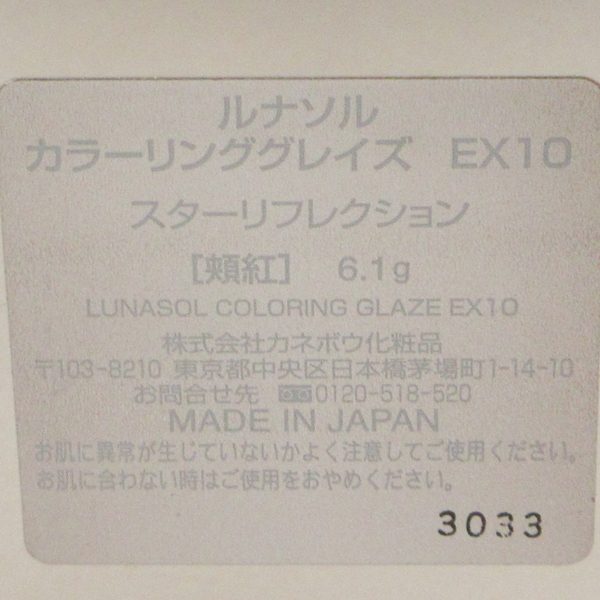 ルナソル
カラーリンググレイズ EX10
スターリフレクション
[頬紅] 6.1g
LUNASOL COLORING GLAZE EX10
株式会社カネボウ化粧品
〒103-8210 東京都中央区日本橋茅場町1-14-10
お問合せ先 0120-518-520
MADE IN JAPAN
お肌に異常が生じていないかよく注意してご使用ください。
お肌に合わない時はご使用をおやめください。
3033